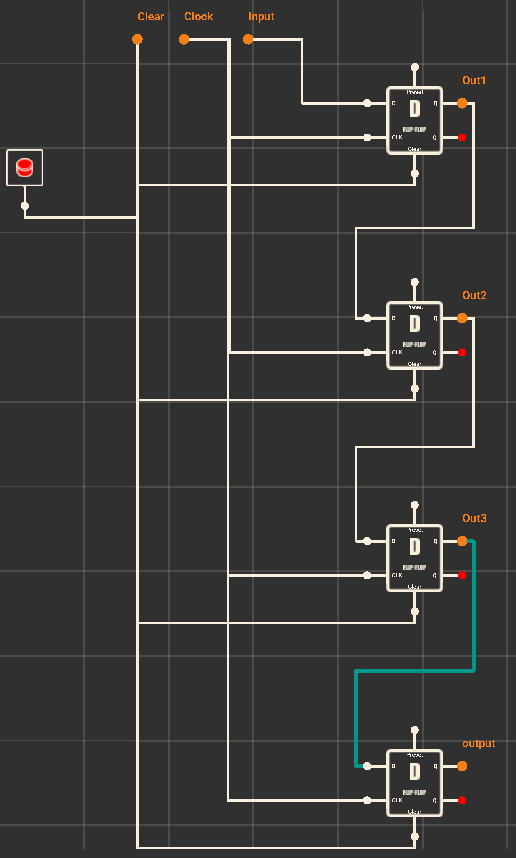 Clear Clock Input
Out1
Preset
D
D Q
FLIP-FLOP
CLK Q
Clear
Out2
Preset
D
D Q
FLIP-FLOP
CLK Q
Clear
Out3
Preset
D
D Q
FLIP-FLOP
CLK Q
Clear
output
Preset
D
D Q
FLIP-FLOP
CLK Q
Clear